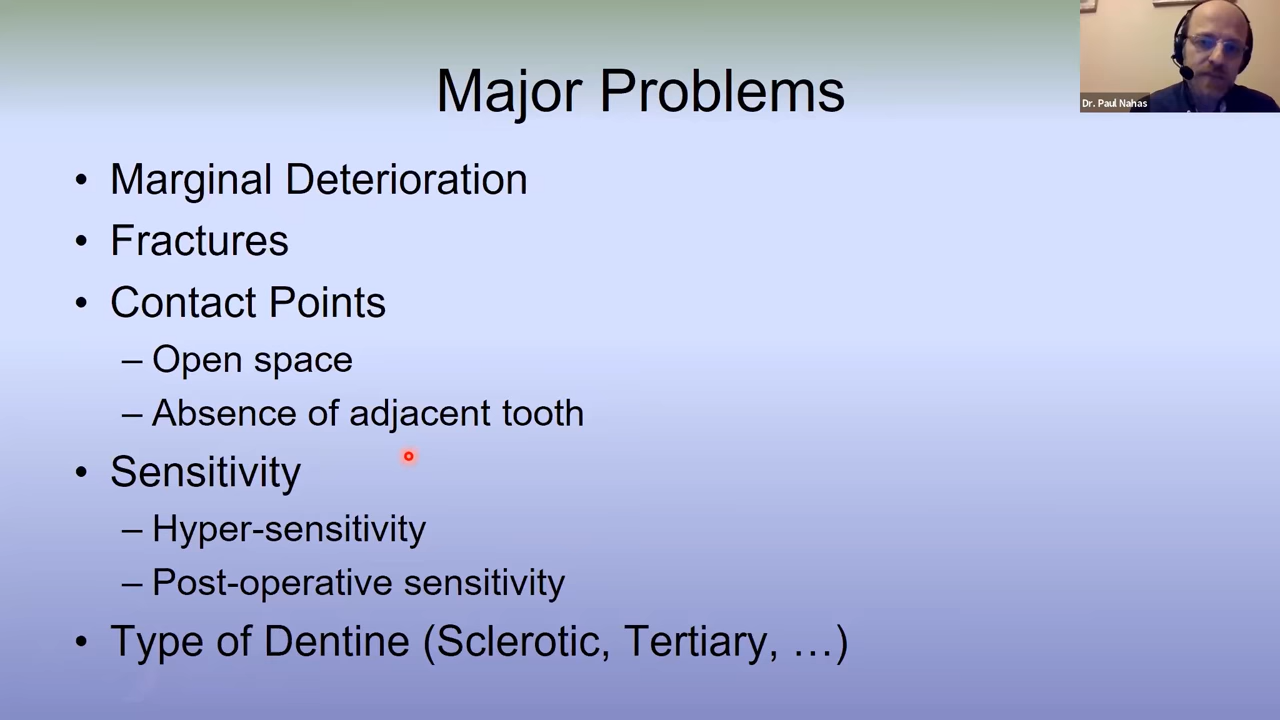 Major Problems
Dr. Paul Nahas
• Marginal Deterioration
• Fractures
• Contact Points
– Open space
– Absence of adjacent tooth
• Sensitivity
– Hyper-sensitivity
– Post-operative sensitivity
• Type of Dentine (Sclerotic, Tertiary, …)